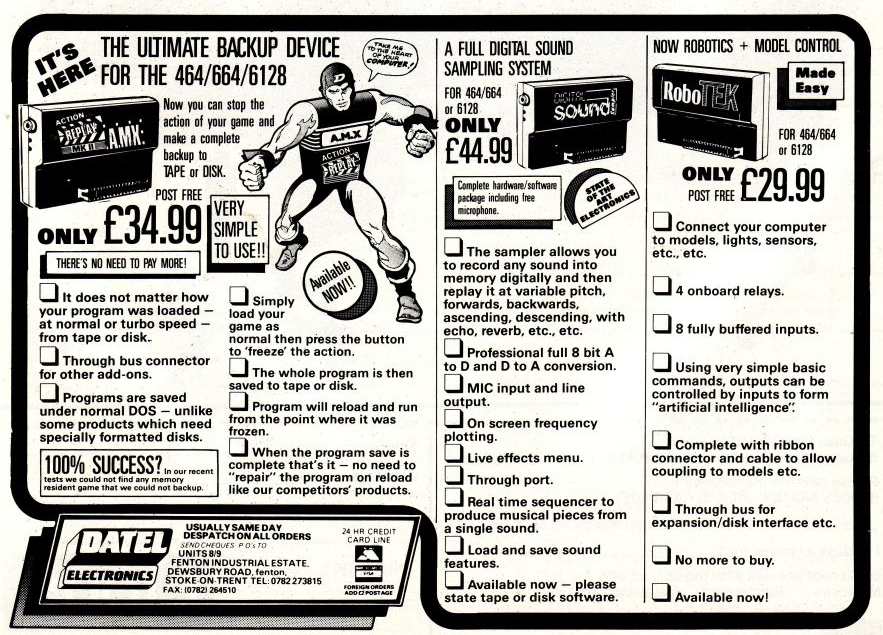 IT'S
HERE
THE ULTIMATE BACKUP DEVICE
FOR THE 464/664/6128
ACTION
REPLAY
MK II
A.M.X.
Now you can stop
the action
action of your game and
make a complete
backup to
TAPE or DISK.
POST FREE
ONLY £34.99
THERE'S NO NEED TO PAY MORE!
VERY
SIMPLE
TO USE!!
TAKE ME
TO THE HEART
OF YOUR
COMPUTER!
D
A.M.X
ACTION
REPLAY
Available
NOW!!
It does not matter how
your program was loaded –
at normal or turbo speed –
from tape or disk.
Through bus connector
for other add-ons.
Programs are saved
under normal DOS – unlike
some products which need
specially formatted disks.
100% SUCCESS? In our recent
tests we could not find any memory
resident game that we could not backup.
Simply
load your
game as
normal then press the button
to 'freeze' the action.
The whole program is then
saved to tape or disk.
Program will reload and run
from the point where it was
frozen.
When the program save is
complete that's it – no need to
"repair" the program on reload
like our competitors' products.
A FULL DIGITAL SOUND
SAMPLING SYSTEM
FOR 464/664
or 6128
ONLY
£44.99
DIGITAL
sound
sampler
Complete hardware/software
package including free
microphone.
STATE
OF THE
ART
ELECTRONICS
The sampler allows you
to record any sound into
memory digitally and then
replay it at variable pitch,
forwards, backwards,
ascending, descending, with
echo, reverb, etc., etc.
Professional full 8 bit A
to D and D to A conversion.
MIC input and line
output.
On screen frequency
plotting.
Live effects menu.
Through port.
Real time sequencer to
produce musical pieces from
a single sound.
Load and save sound
features.
Available now – please
state tape or disk software.
NOW ROBOTICS + MODEL CONTROL
RoboTEK
Made
Easy
FOR 464/664
or 6128
ONLY
POST FREE £29.99
Connect your computer
to models, lights, sensors,
etc., etc.
4 onboard relays.
8 fully buffered inputs.
Using very simple basic
commands, outputs can be
controlled by inputs to form
"artificial intelligence".
Complete with ribbon
connector and cable to allow
coupling to models etc.
Through bus for
expansion/disk interface etc.
No more to buy.
Available now!
DATEL
ELECTRONICS
USUALLY SAME DAY
DESPATCH ON ALL ORDERS
SEND CHEQUES P O's TO
UNITS 8/9
FENTON INDUSTRIAL ESTATE,
DEWSBURY ROAD, fenton,
STOKE-ON-TRENT TEL: 0782 273815
FAX: (0782) 264510
24 HR CREDIT
CARD LINE
FOREIGN ORDERS
ADD £2 POSTAGE